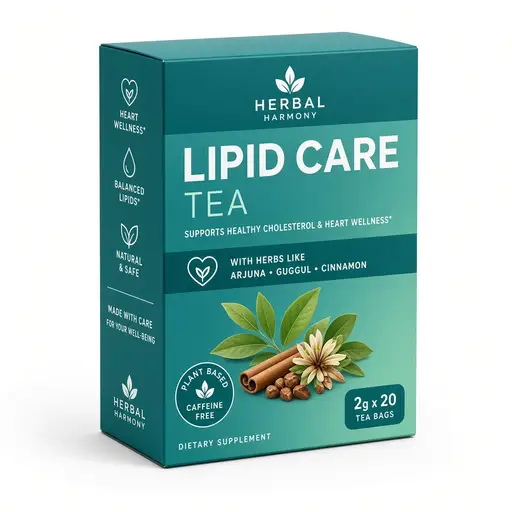 HERBAL
HARMONY
LIPID CARE
TEA
SUPPORTS HEALTHY CHOLESTEROL & HEART WELLNESS*
WITH HERBS LIKE
ARJUNA • GUGGUL • CINNAMON
PLANT BASED
CAFFEINE
FREE
2g x 20
TEA BAGS
DIETARY SUPPLEMENT
HEART
WELLNESS*
BALANCED
LIPIDS*
NATURAL
& SAFE
MADE WITH CARE
FOR YOUR WELL-BEING
HERBAL
HARMONY